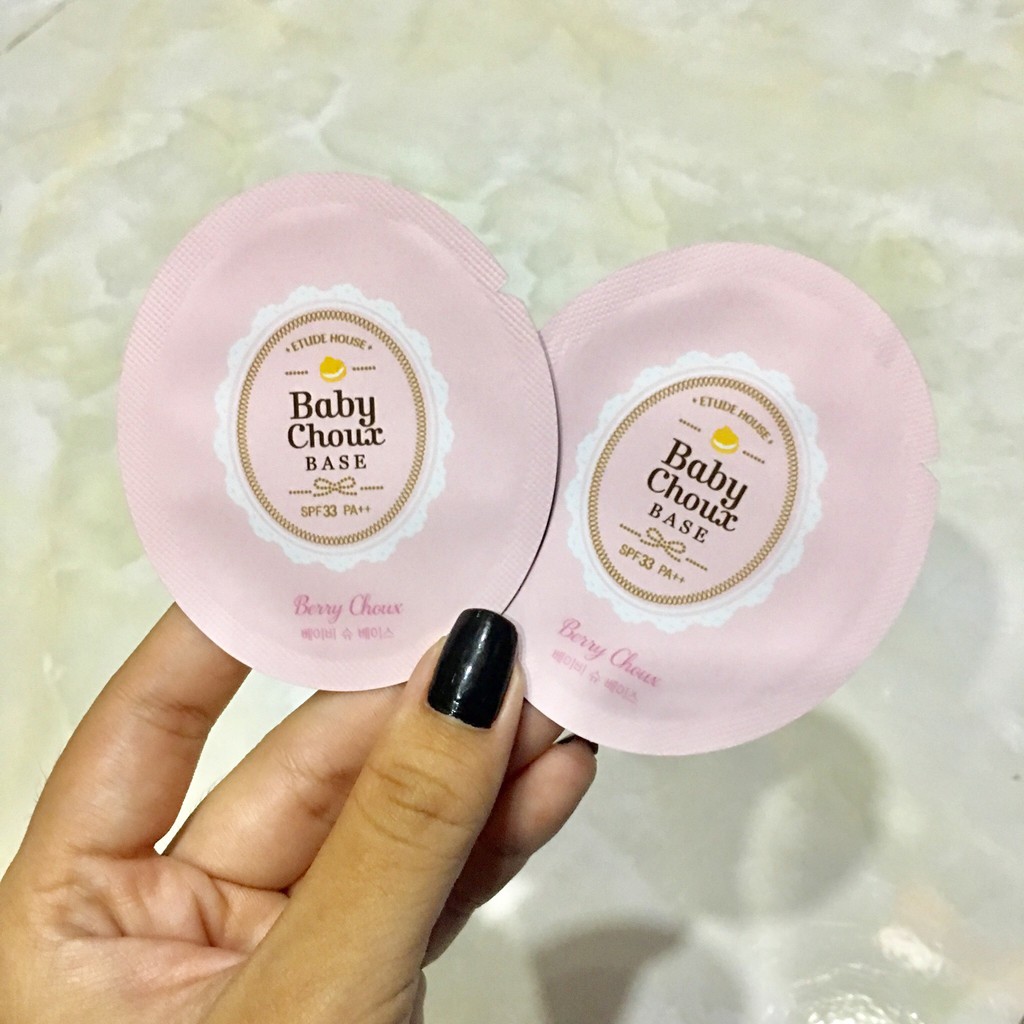 ETUDE HOUSE
Baby
Choux
BASE
SPF33 PA++
Berry Choux
베이비 슈 베이스
ETUDE HOUSE
Baby
Choux
BASE
SPF33 PA++
Berry Choux
베이비 슈 베이스